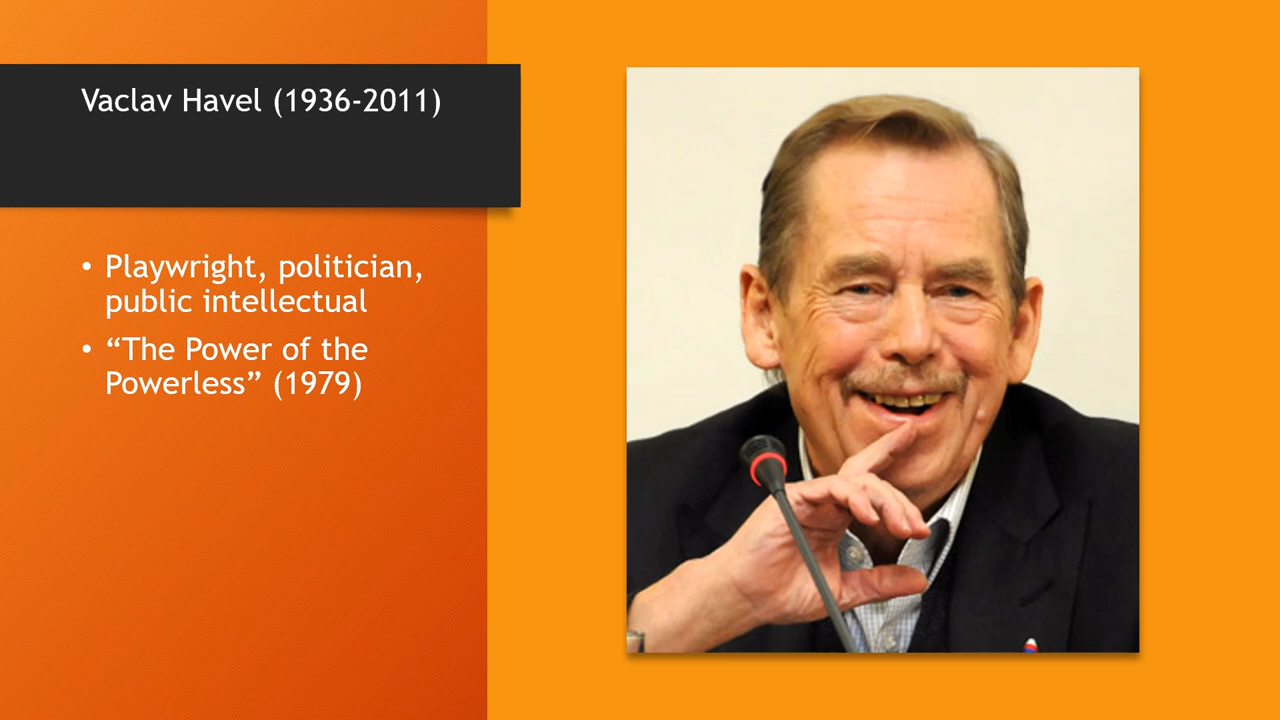 Vaclav Havel (1936-2011)
• Playwright, politician,
public intellectual
• “The Power of the
Powerless” (1979)